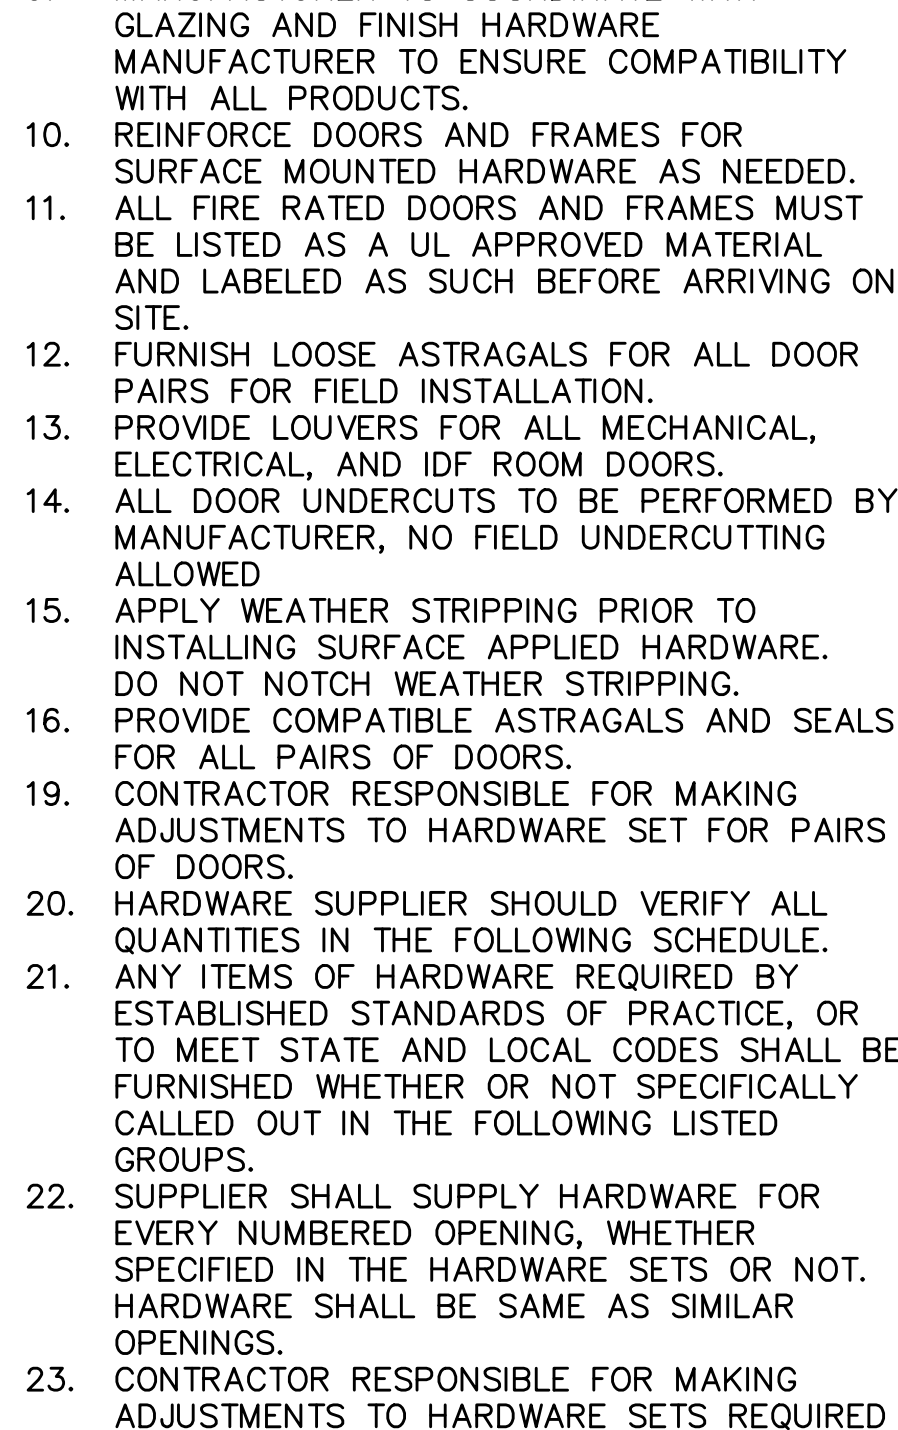 GLAZING AND FINISH HARDWARE
MANUFACTURER TO ENSURE COMPATIBILITY
WITH ALL PRODUCTS.
10. REINFORCE DOORS AND FRAMES FOR
SURFACE MOUNTED HARDWARE AS NEEDED.
11. ALL FIRE RATED DOORS AND FRAMES MUST
BE LISTED AS A UL APPROVED MATERIAL
AND LABELED AS SUCH BEFORE ARRIVING ON
SITE.
12. FURNISH LOOSE ASTRAGALS FOR ALL DOOR
PAIRS FOR FIELD INSTALLATION.
13. PROVIDE LOUVERS FOR ALL MECHANICAL,
ELECTRICAL, AND IDF ROOM DOORS.
14. ALL DOOR UNDERCUTS TO BE PERFORMED BY
MANUFACTURER, NO FIELD UNDERCUTTING
ALLOWED
15. APPLY WEATHER STRIPPING PRIOR TO
INSTALLING SURFACE APPLIED HARDWARE.
DO NOT NOTCH WEATHER STRIPPING.
16. PROVIDE COMPATIBLE ASTRAGALS AND SEALS
FOR ALL PAIRS OF DOORS.
19. CONTRACTOR RESPONSIBLE FOR MAKING
ADJUSTMENTS TO HARDWARE SET FOR PAIRS
OF DOORS.
20. HARDWARE SUPPLIER SHOULD VERIFY ALL
QUANTITIES IN THE FOLLOWING SCHEDULE.
21. ANY ITEMS OF HARDWARE REQUIRED BY
ESTABLISHED STANDARDS OF PRACTICE, OR
TO MEET STATE AND LOCAL CODES SHALL BE
FURNISHED WHETHER OR NOT SPECIFICALLY
CALLED OUT IN THE FOLLOWING LISTED
GROUPS.
22. SUPPLIER SHALL SUPPLY HARDWARE FOR
EVERY NUMBERED OPENING, WHETHER
SPECIFIED IN THE HARDWARE SETS OR NOT.
HARDWARE SHALL BE SAME AS SIMILAR
OPENINGS.
23. CONTRACTOR RESPONSIBLE FOR MAKING
ADJUSTMENTS TO HARDWARE SETS REQUIRED